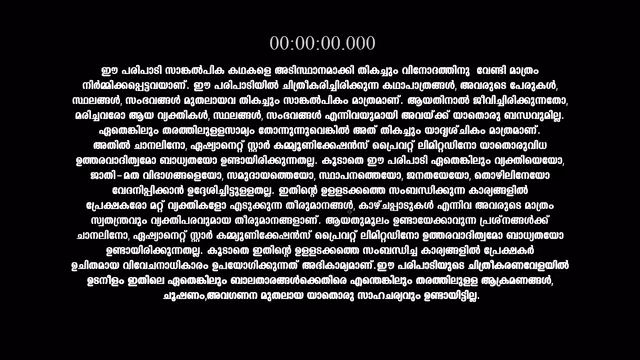 00:00:00.000
ഈ പരിപാടി സാങ്കൽപിക കഥകളെ അടിസ്ഥാനമാക്കി തികച്ചും വിനോദത്തിനു വേണ്ടി മാത്രം
നിർമ്മിക്കപ്പെട്ടവയാണ്. ഈ പരിപാടിയിൽ ചിത്രീകരിച്ചിരിക്കുന്ന കഥാപാത്രങ്ങൾ, അവരുടെ പേരുകൾ,
സ്ഥലങ്ങൾ, സംഭവങ്ങൾ മുതലായവ തികച്ചും സാങ്കൽപികം മാത്രമാണ്. ആയതിനാൽ ജീവിച്ചിരിക്കുന്നതോ,
മരിച്ചവരോ ആയ വ്യക്തികൾ, സ്ഥലങ്ങൾ, സംഭവങ്ങൾ എന്നിവയുമായി അവയ്ക്ക് യാതൊരു ബന്ധവുമില്ല.
ഏതെങ്കിലും തരത്തിലുളളസാമ്യം തോന്നുന്നുവെങ്കിൽ അത് തികച്ചും യാദൃശ്ചികം മാത്രമാണ്.
അതിൽ ചാനലിനോ, ഏഷ്യാനെറ്റ് സ്റ്റാർ കമ്മ്യൂണിക്കേഷൻസ് പ്രൈവറ്റ് ലിമിറ്റഡിനോ യാതൊരുവിധ
ഉത്തരവാദിത്വമോ ബാധ്യതയോ ഉണ്ടായിരിക്കുന്നതല്ല. കൂടാതെ ഈ പരിപാടി ഏതെങ്കിലും വ്യക്തിയെയോ,
ജാതി-മത വിഭാഗങ്ങളെയോ, സമുദായത്തെയോ, സ്ഥാപനത്തെയോ, ജനതയേയോ, തൊഴിലിനേയോ
വേദനിപ്പിക്കാൻ ഉദ്ദേശിച്ചിട്ടുളളതല്ല. ഇതിന്റെ ഉളളടക്കത്തെ സംബന്ധിക്കുന്ന കാര്യങ്ങളിൽ
പ്രേക്ഷകരോ മറ്റ് വ്യക്തികളോ എടുക്കുന്ന തീരുമാനങ്ങൾ, കാഴ്ചപ്പാടുകൾ എന്നിവ അവരുടെ മാത്രം
സ്വതന്ത്രവും വ്യക്തിപരവുമായ തീരുമാനങ്ങളാണ്. ആയതുമൂലം ഉണ്ടായേക്കാവുന്ന പ്രശ്നങ്ങൾക്ക്
ചാനലിനോ, ഏഷ്യാനെറ്റ് സ്റ്റാർ കമ്മ്യൂണിക്കേഷൻസ് പ്രൈവറ്റ് ലിമിറ്റഡിനോ ഉത്തരവാദിത്വമോ ബാധ്യതയോ
ഉണ്ടായിരിക്കുന്നതല്ല. കൂടാതെ ഇതിന്റെ ഉളളടക്കത്തെ സംബന്ധിച്ച കാര്യങ്ങളിൽ പ്രേക്ഷകർ
ഉചിതമായ വിവേചനാധികാരം ഉപയോഗിക്കുന്നത് അഭികാമ്യമാണ്.ഈ പരിപാടിയുടെ ചിത്രീകരണവേളയിൽ
ഉടനീളം ഇതിലെ ഏതെങ്കിലും ബാലതാരങ്ങൾക്കെതിരെ എന്തെങ്കിലും തരത്തിലുളള ആക്രമണങ്ങൾ,
ചൂഷണം,അവഗണന മുതലായ യാതൊരു സാഹചര്യവും ഉണ്ടായിട്ടില്ല.